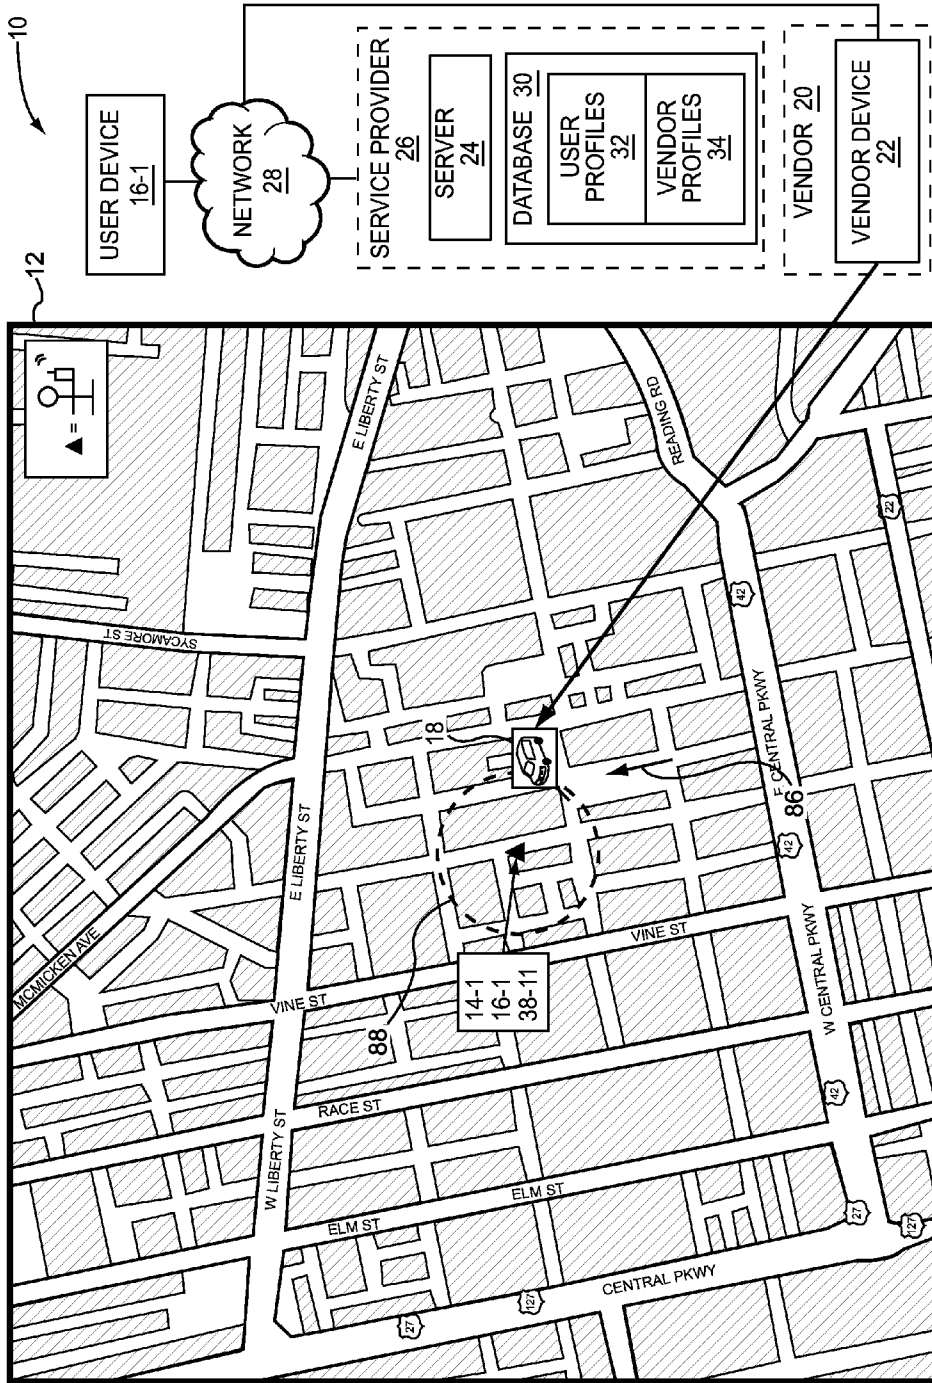 10
12
USER DEVICE
16-1
NETWORK
28
SERVICE PROVIDER
26
SERVER
24
DATABASE 30
USER
PROFILES
32
VENDOR
PROFILES
34
VENDOR 20
VENDOR DEVICE
22
▲ =
MCMICKEN AVE
SYCAMORE ST
E LIBERTY ST
E LIBERTY ST
W LIBERTY ST
VINE ST
VINE ST
RACE ST
ELM ST
ELM ST
READING RD
CENTRAL PKWY
W CENTRAL PKWY
E CENTRAL PKWY
18
86
88
14-1
16-1
38-11
22
42
42
42
27
127
27
127